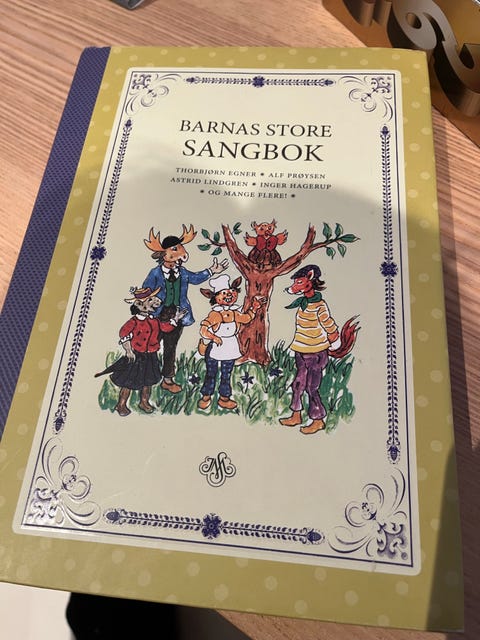 BARNAS STORE
SANGBOK
THORBJØRN EGNER * ALF PRØYSEN
ASTRID LINDGREN * INGER HAGERUP
* OG MANGE FLERE! *